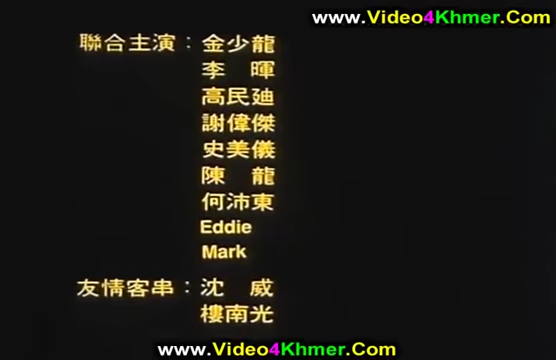 www.Video4Khmer.Com
聯合主演：金少龍
李 暉
高民廸
謝偉傑
史美儀
陳 龍
何沛東
Eddie
Mark
友情客串：沈 威
樓南光
www.Video4Khmer.Com